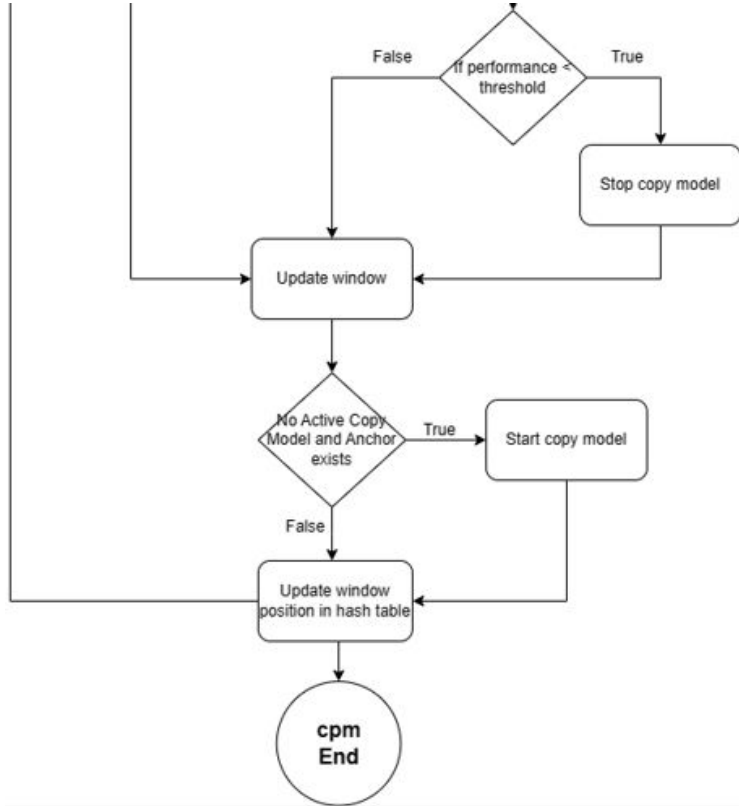 False
If performance <
threshold
True
Stop copy model
Update window
No Active Copy
Model and Anchor
exists
True
Start copy model
False
Update window
position in hash table
cpm
End